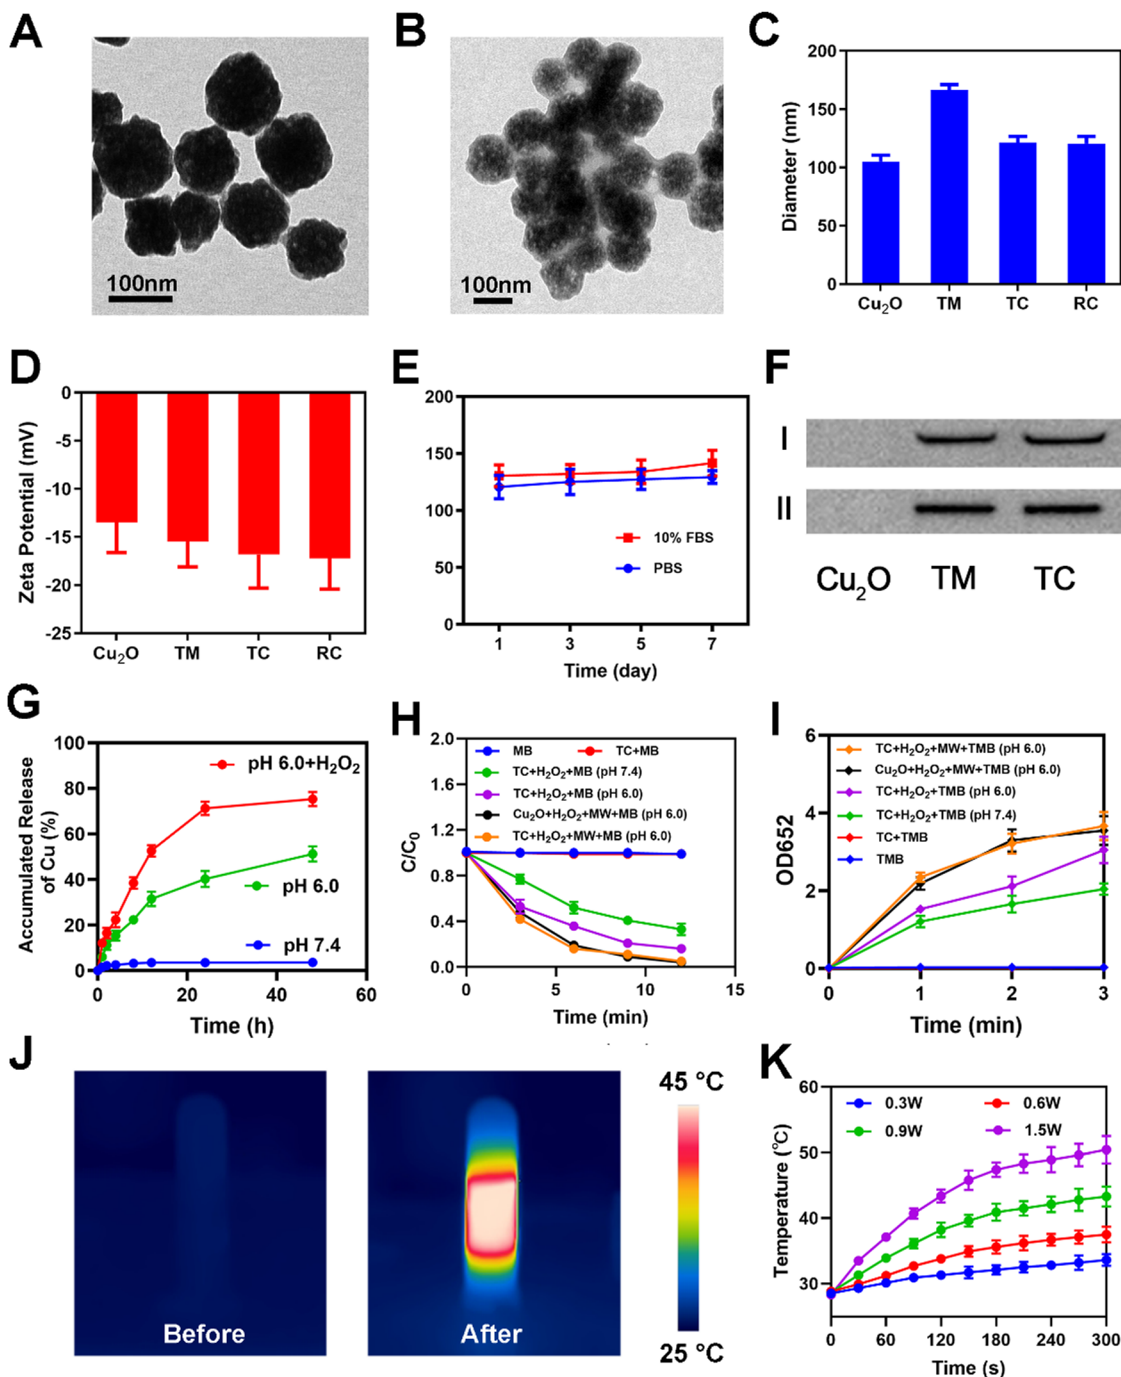 A
100nm
B
100nm
C
Diameter (nm)
200
150
100
50
0
Cu₂O TM TC RC
D
Zeta Potential (mV)
0
-5
-10
-15
-20
-25
Cu₂O TM TC RC
E
200
150
100
50
0
10% FBS
PBS
1 3 5 7
Time (day)
F
I
II
Cu₂O TM TC
G
Accumulated Release
of Cu (%)
100
80
60
40
20
0
pH 6.0+H₂O₂
pH 6.0
pH 7.4
0 20 40 60
Time (h)
H
C/C₀
2.0
1.6
1.2
0.8
0.4
0.0
MB TC+MB
TC+H₂O₂+MB (pH 7.4)
TC+H₂O₂+MB (pH 6.0)
Cu₂O+H₂O₂+MW+MB (pH 6.0)
TC+H₂O₂+MW+MB (pH 6.0)
0 5 10 15
Time (min)
I
OD652
6
4
2
0
TC+H₂O₂+MW+TMB (pH 6.0)
Cu₂O+H₂O₂+MW+TMB (pH 6.0)
TC+H₂O₂+TMB (pH 6.0)
TC+H₂O₂+TMB (pH 7.4)
TC+TMB
TMB
0 1 2 3
Time (min)
J
Before
After
45 °C
25 °C
K
Temperature (°C)
60
50
40
30
0.3W 0.6W
0.9W 1.5W
0 60 120 180 240 300
Time (s)